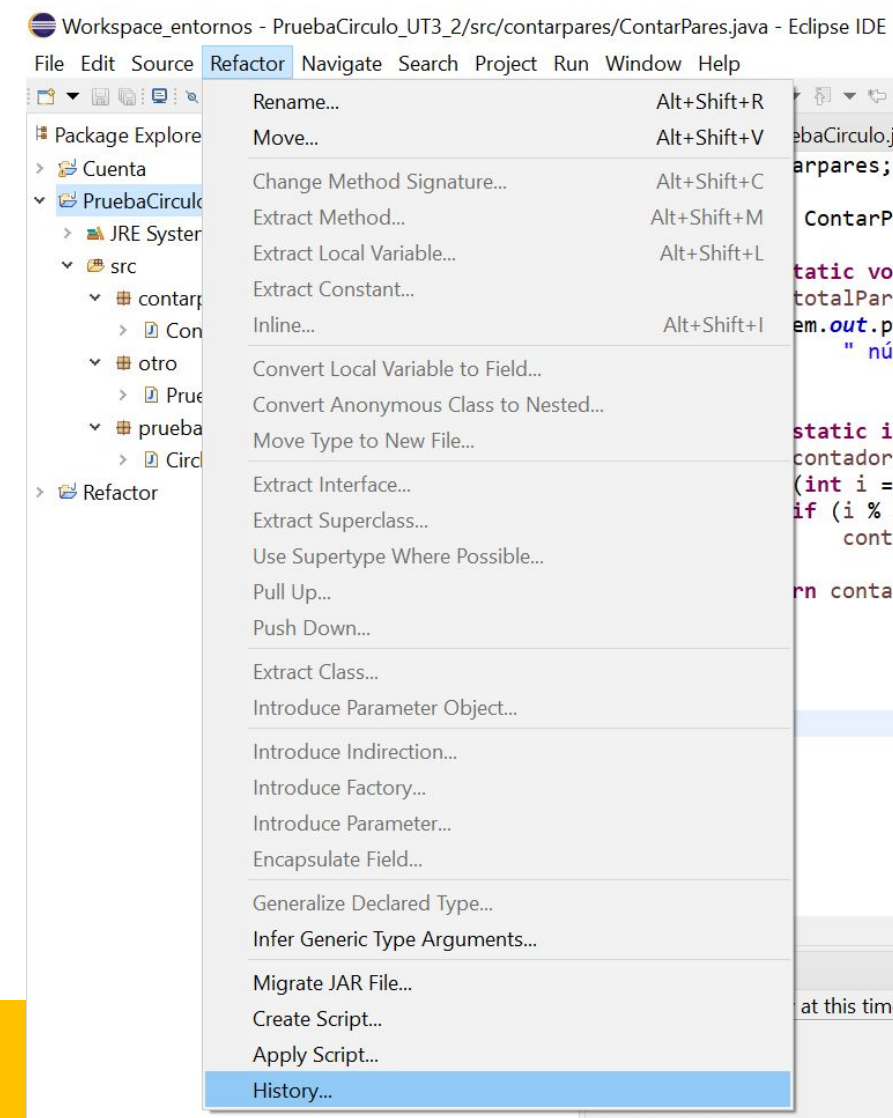 Workspace_entornos - PruebaCirculo_UT3_2/src/contarpares/ContarPares.java - Eclipse IDE
File Edit Source Refactor Navigate Search Project Run Window Help
Package Explore
Cuenta
PruebaCirculo
JRE System
src
contarp
Con
otro
Prue
prueba
Circl
Refactor
Rename... Alt+Shift+R
Move... Alt+Shift+V
Change Method Signature... Alt+Shift+C
Extract Method... Alt+Shift+M
Extract Local Variable... Alt+Shift+L
Extract Constant...
Inline... Alt+Shift+I
Convert Local Variable to Field...
Convert Anonymous Class to Nested...
Move Type to New File...
Extract Interface...
Extract Superclass...
Use Supertype Where Possible...
Pull Up...
Push Down...
Extract Class...
Introduce Parameter Object...
Introduce Indirection...
Introduce Factory...
Introduce Parameter...
Encapsulate Field...
Generalize Declared Type...
Infer Generic Type Arguments...
Migrate JAR File...
Create Script...
Apply Script...
History...
ebaCirculo.j
arpares;
ContarP
tatic vo
totalPar
em.out.p
" nú
static i
contador
(int i =
if (i %
cont
rn conta
at this tim